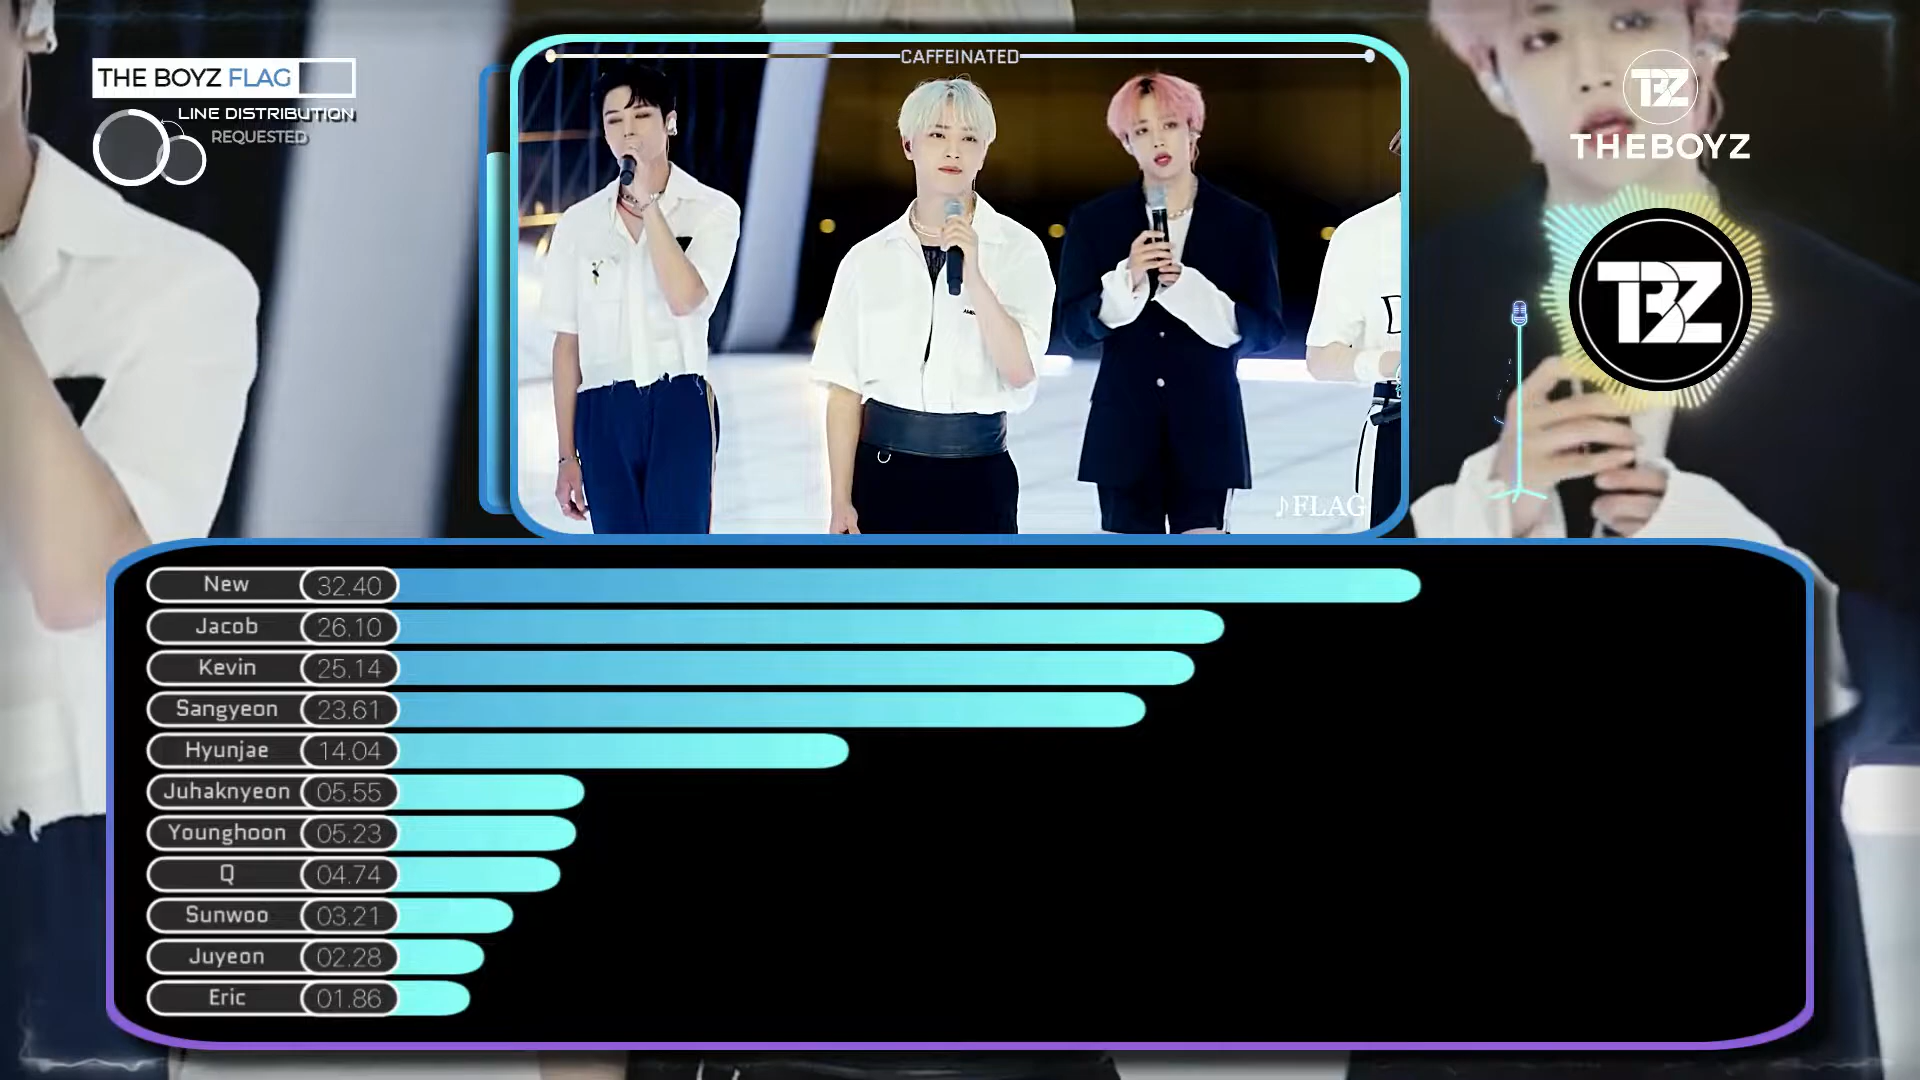 THE BOYZ FLAG
LINE DISTRIBUTION
REQUESTED
CAFFEINATED
TBZ
THEBOYZ
TBZ
D
♪FLAG
New 32.40
Jacob 26.10
Kevin 25.14
Sangyeon 23.61
Hyunjae 14.04
Juhaknyeon 05.55
Younghoon 05.23
Q 04.74
Sunwoo 03.21
Juyeon 02.28
Eric 01.86